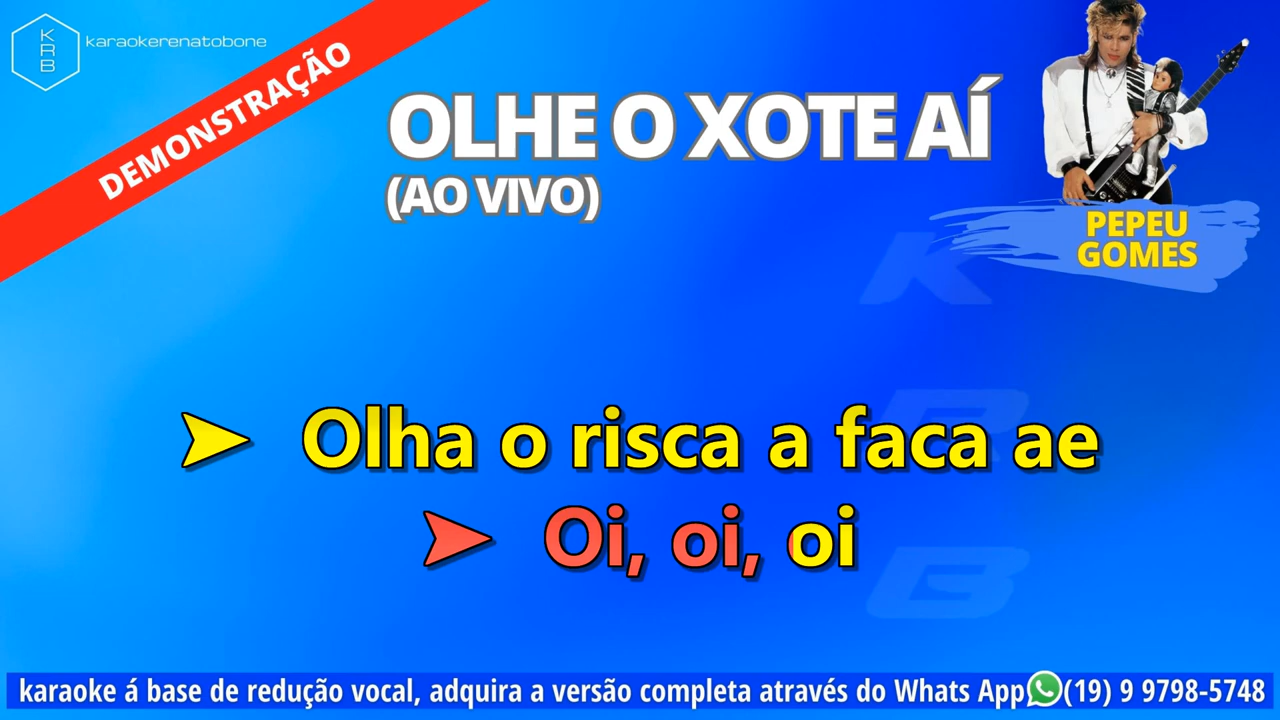 KRB
karaokerenatobone
DEMONSTRAÇÃO
OLHE O XOTE AÍ
(AO VIVO)
PEPEU
GOMES
K
R
B
➤ Olha o risca a faca ae
➤ Oi, oi, oi
karaoke á base de redução vocal, adquira a versão completa através do Whats App (19) 9 9798-5748